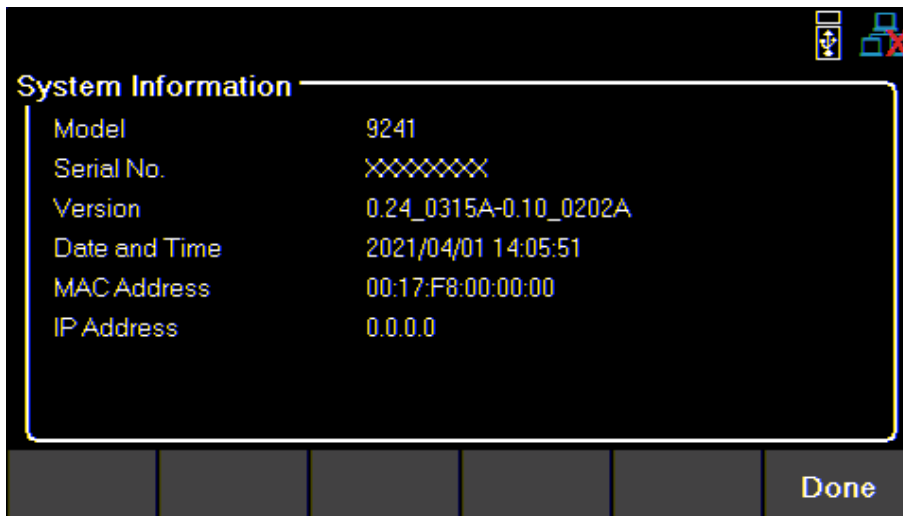 System Information
Model 9241
Serial No. XXXXXXXX
Version 0.24_0315A-0.10_0202A
Date and Time 2021/04/01 14:05:51
MAC Address 00:17:F8:00:00:00
IP Address 0.0.0.0
Done